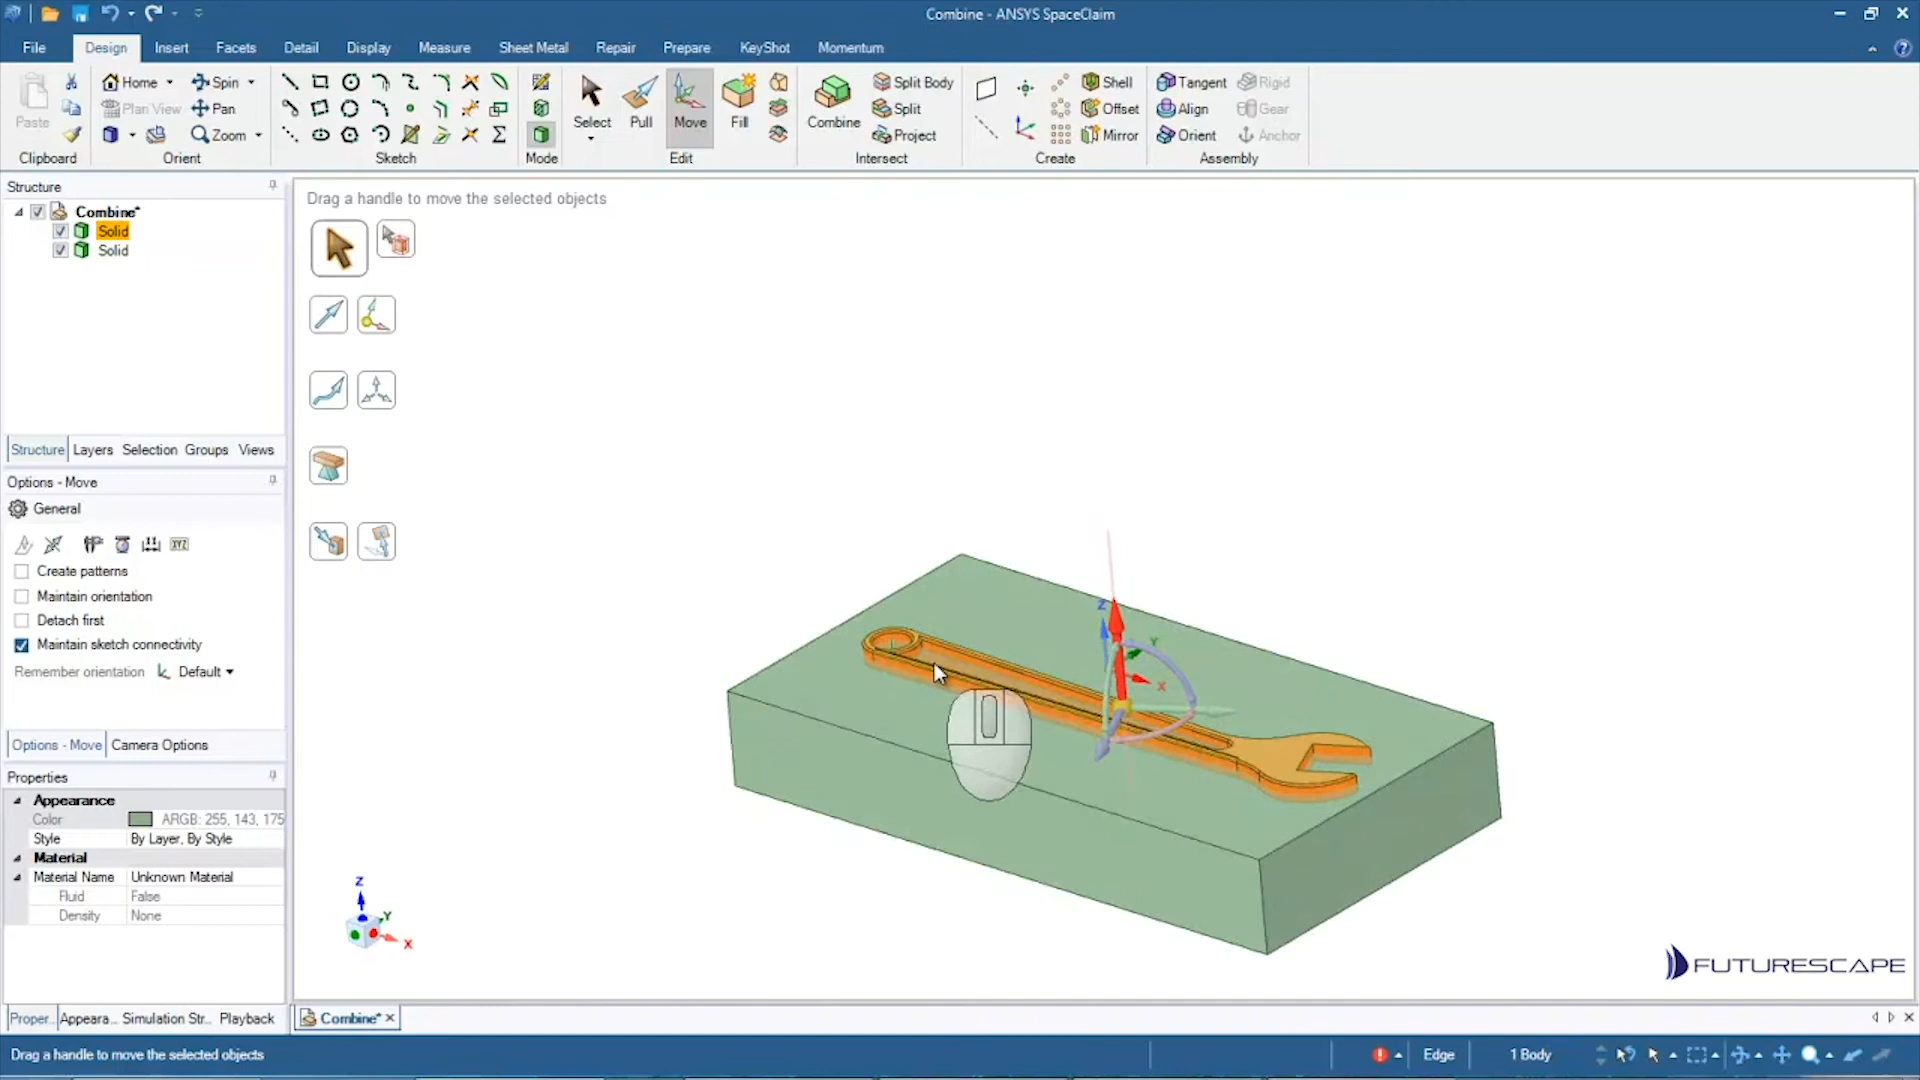 Combine - ANSYS SpaceClaim
File Design Insert Facets Detail Display Measure Sheet Metal Repair Prepare KeyShot Momentum
Paste Home Spin Select Pull Move Fill Combine Split Body Shell Tangent Rigid
Plan View Pan Split Offset Align Gear
Zoom Project Mirror Orient Anchor
Clipboard Orient Sketch Mode Edit Intersect Create Assembly
Structure
Combine*
Solid
Solid
Structure Layers Selection Groups Views
Options - Move
General
XYZ
Create patterns
Maintain orientation
Detach first
Maintain sketch connectivity
Remember orientation Default
Options - Move Camera Options
Properties
Appearance
Color ARGB: 255, 143, 175
Style By Layer, By Style
Material
Material Name Unknown Material
Fluid False
Density None
Proper... Appeara... Simulation Str... Playback
Drag a handle to move the selected objects
Z
Y
X
Z
Y
X
FUTURESCAPE
Combine*
Drag a handle to move the selected objects
Edge
1 Body